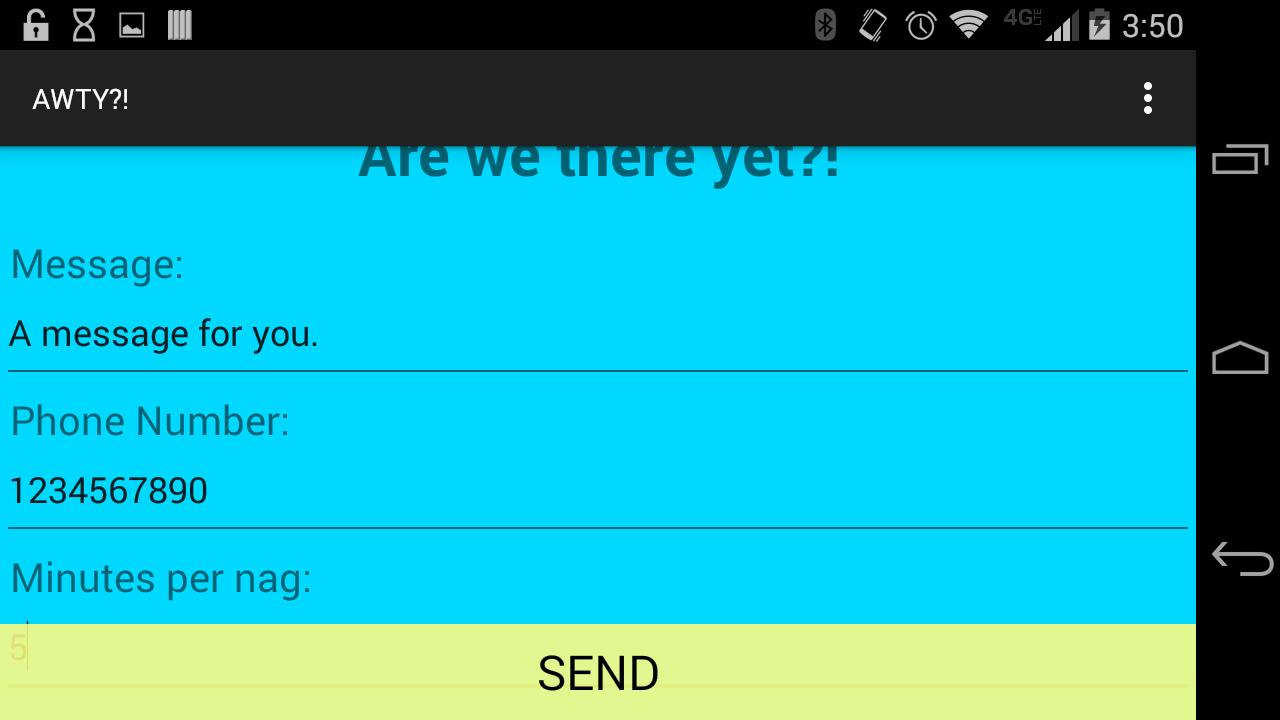 4G LTE 3:50
AWTY?!
Are we there yet?!
Message:
A message for you.
Phone Number:
1234567890
Minutes per nag:
5
SEND